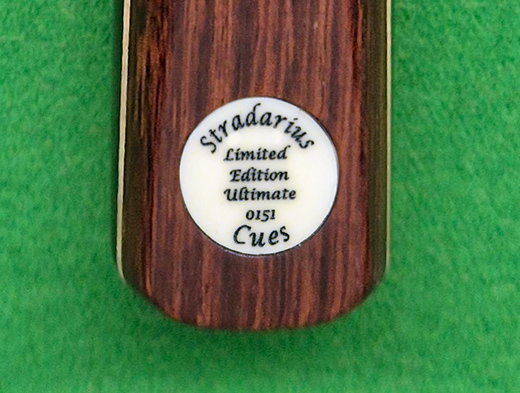 Stradarius
Limited
Edition
Ultimate
0151
Cues